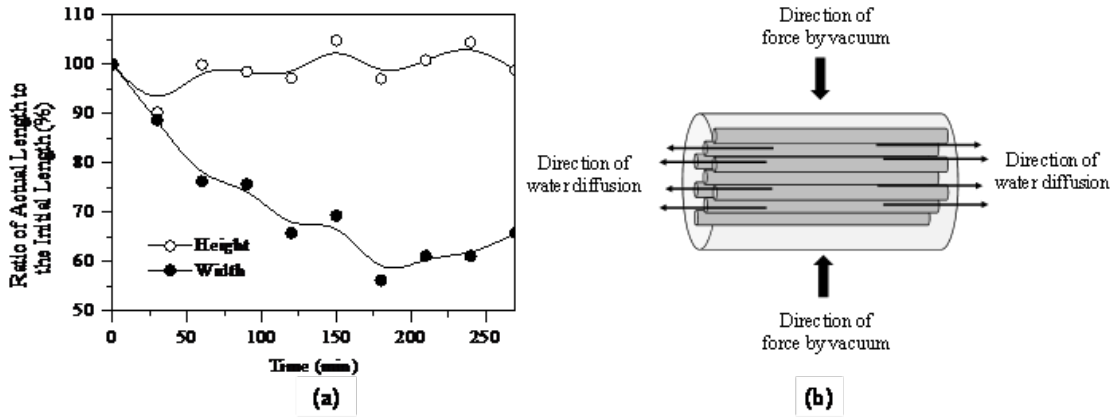 110
100
90
80
70
60
50
0
50
100
150
200
250
Ratio of Actual Length to
the Initial Length (%)
Height
Width
Time (min)
(a)
Direction of
force by vacuum
Direction of
water diffusion
Direction of
water diffusion
Direction of
force by vacuum
(b)